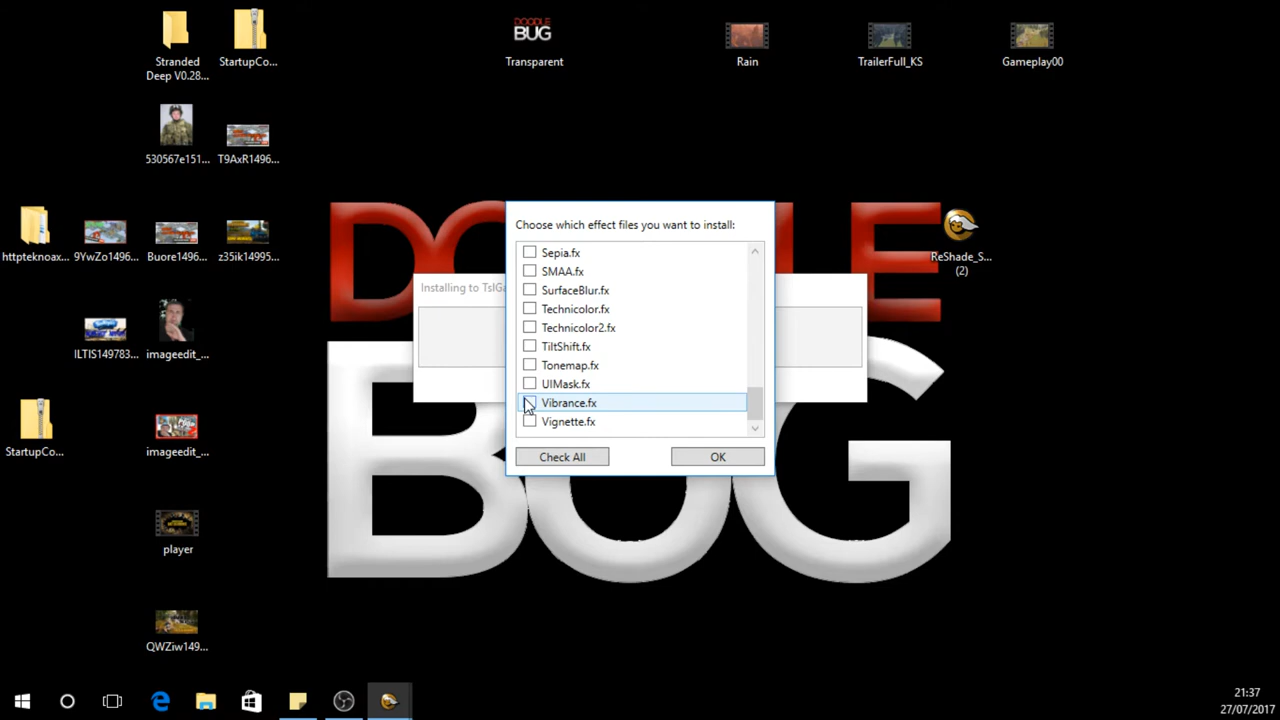 Stranded
Deep V0.28...
StartupCo...
DOODLE
BUG
Transparent
Rain
TrailerFull_KS
Gameplay00
530567e151...
T9AxR1496...
httpteknoax...
9YwZo1496...
Buore1496...
z35ik14995...
ReShade_S...
(2)
ILTIS149783...
imageedit_...
StartupCo...
imageedit_...
player
QWZiw149...
DOODLE
BUG
Installing to TslGa
Choose which effect files you want to install:
Sepia.fx
SMAA.fx
SurfaceBlur.fx
Technicolor.fx
Technicolor2.fx
TiltShift.fx
Tonemap.fx
UIMask.fx
Vibrance.fx
Vignette.fx
Check All
OK
21:37
27/07/2017